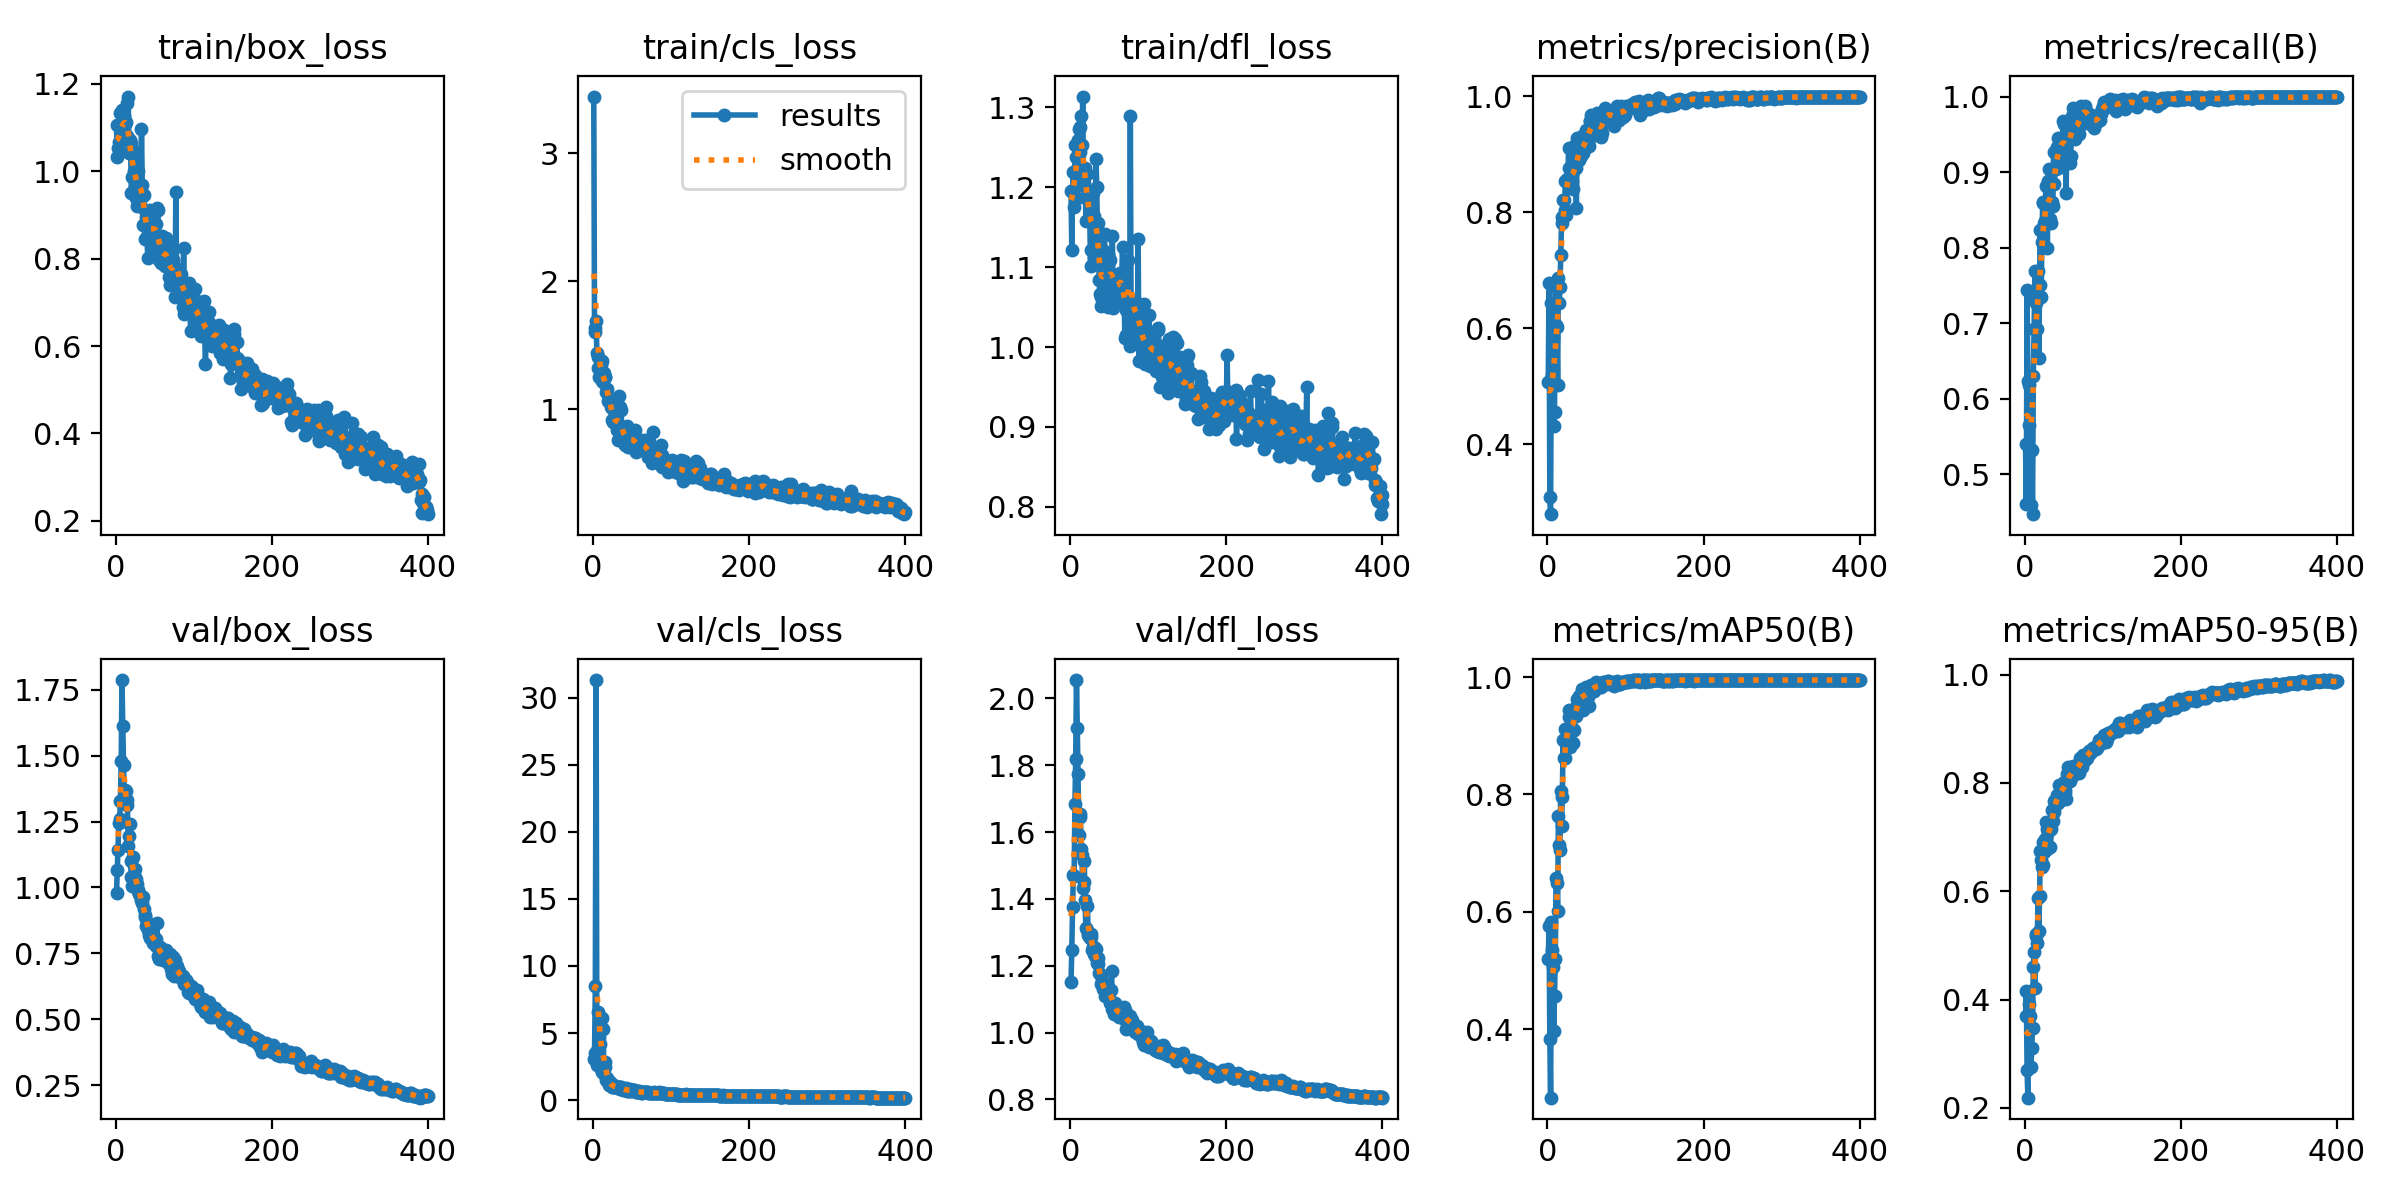 train/box_loss
train/cls_loss
train/dfl_loss
metrics/precision(B)
metrics/recall(B)
1.2
1.0
0.8
0.6
0.4
0.2
0 200 400
3
2
1
0 200 400
results
smooth
1.3
1.2
1.1
1.0
0.9
0.8
0 200 400
1.0
0.8
0.6
0.4
0 200 400
1.0
0.9
0.8
0.7
0.6
0.5
0 200 400
val/box_loss
val/cls_loss
val/dfl_loss
metrics/mAP50(B)
metrics/mAP50-95(B)
1.75
1.50
1.25
1.00
0.75
0.50
0.25
0 200 400
30
25
20
15
10
5
0
0 200 400
2.0
1.8
1.6
1.4
1.2
1.0
0.8
0 200 400
1.0
0.8
0.6
0.4
0 200 400
1.0
0.8
0.6
0.4
0.2
0 200 400